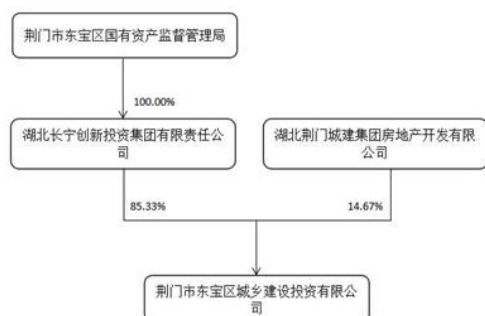 荆门市东宝区国有资产监督管理局
100.00%
湖北长宁创新投资集团有限责任公
司
湖北荆门城建集团房地产开发有限
公司
85.33%
14.67%
荆门市东宝区城乡建设投资有限公
司